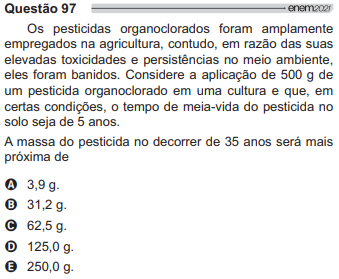 Questão 97
enem2021
Os pesticidas organoclorados foram amplamente
empregados na agricultura, contudo, em razão das suas
elevadas toxicidades e persistências no meio ambiente,
eles foram banidos. Considere a aplicação de 500 g de
um pesticida organoclorado em uma cultura e que, em
certas condições, o tempo de meia-vida do pesticida no
solo seja de 5 anos.
A massa do pesticida no decorrer de 35 anos será mais
próxima de
A 3,9 g.
B 31,2 g.
C 62,5 g.
D 125,0 g.
E 250,0 g.